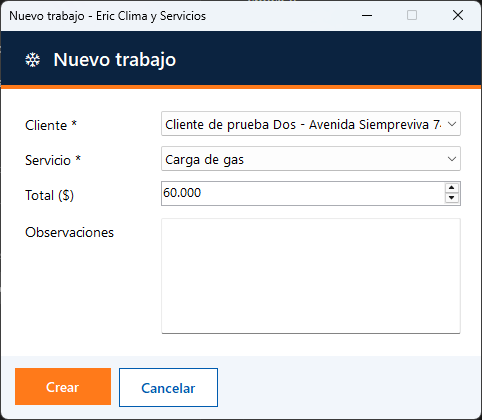 Nuevo trabajo - Eric Clima y Servicios
Nuevo trabajo
Cliente * Cliente de prueba Dos - Avenida Siempreviva 74
Servicio * Carga de gas
Total ($) 60.000
Observaciones
Crear Cancelar